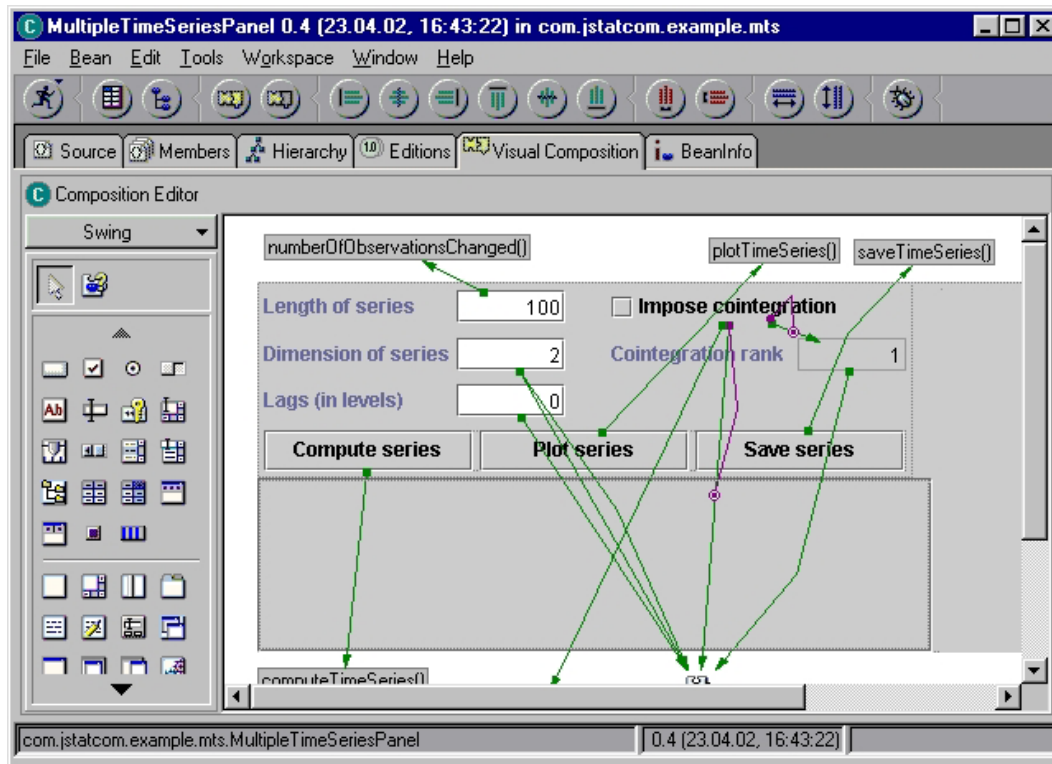 MultipleTimeSeriesPanel 0.4 (23.04.02, 16:43:22) in com.jstatcom.example.mts
File Bean Edit Tools Workspace Window Help
Source Members Hierarchy 1.0 Editions Visual Composition BeanInfo
C Composition Editor
Swing
numberOfObservationsChanged() plotTimeSeries() saveTimeSeries()
Length of series 100 Impose cointegration
Dimension of series 2 Cointegration rank 1
Lags (in levels) 0
Compute series Plot series Save series
Ab
computeTimeSeries()
com.jstatcom.example.mts.MultipleTimeSeriesPanel 0.4 (23.04.02, 16:43:22)